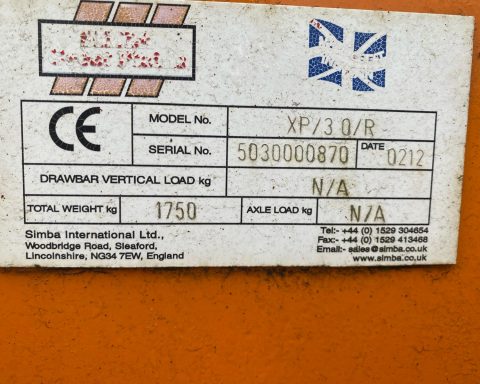 CE
MODEL No. XP/3 0/R
SERIAL No. 5030000870 DATE 0212
DRAWBAR VERTICAL LOAD kg N/A
TOTAL WEIGHT kg 1750 AXLE LOAD kg N/A
Simba International Ltd.,
Woodbridge Road, Sleaford,
Lincolnshire, NG34 7EW, England
Tel:- +44 (0) 1529 304654
Fax:- +44 (0) 1529 413468
Email:- sales@simba.co.uk
www.simba.co.uk